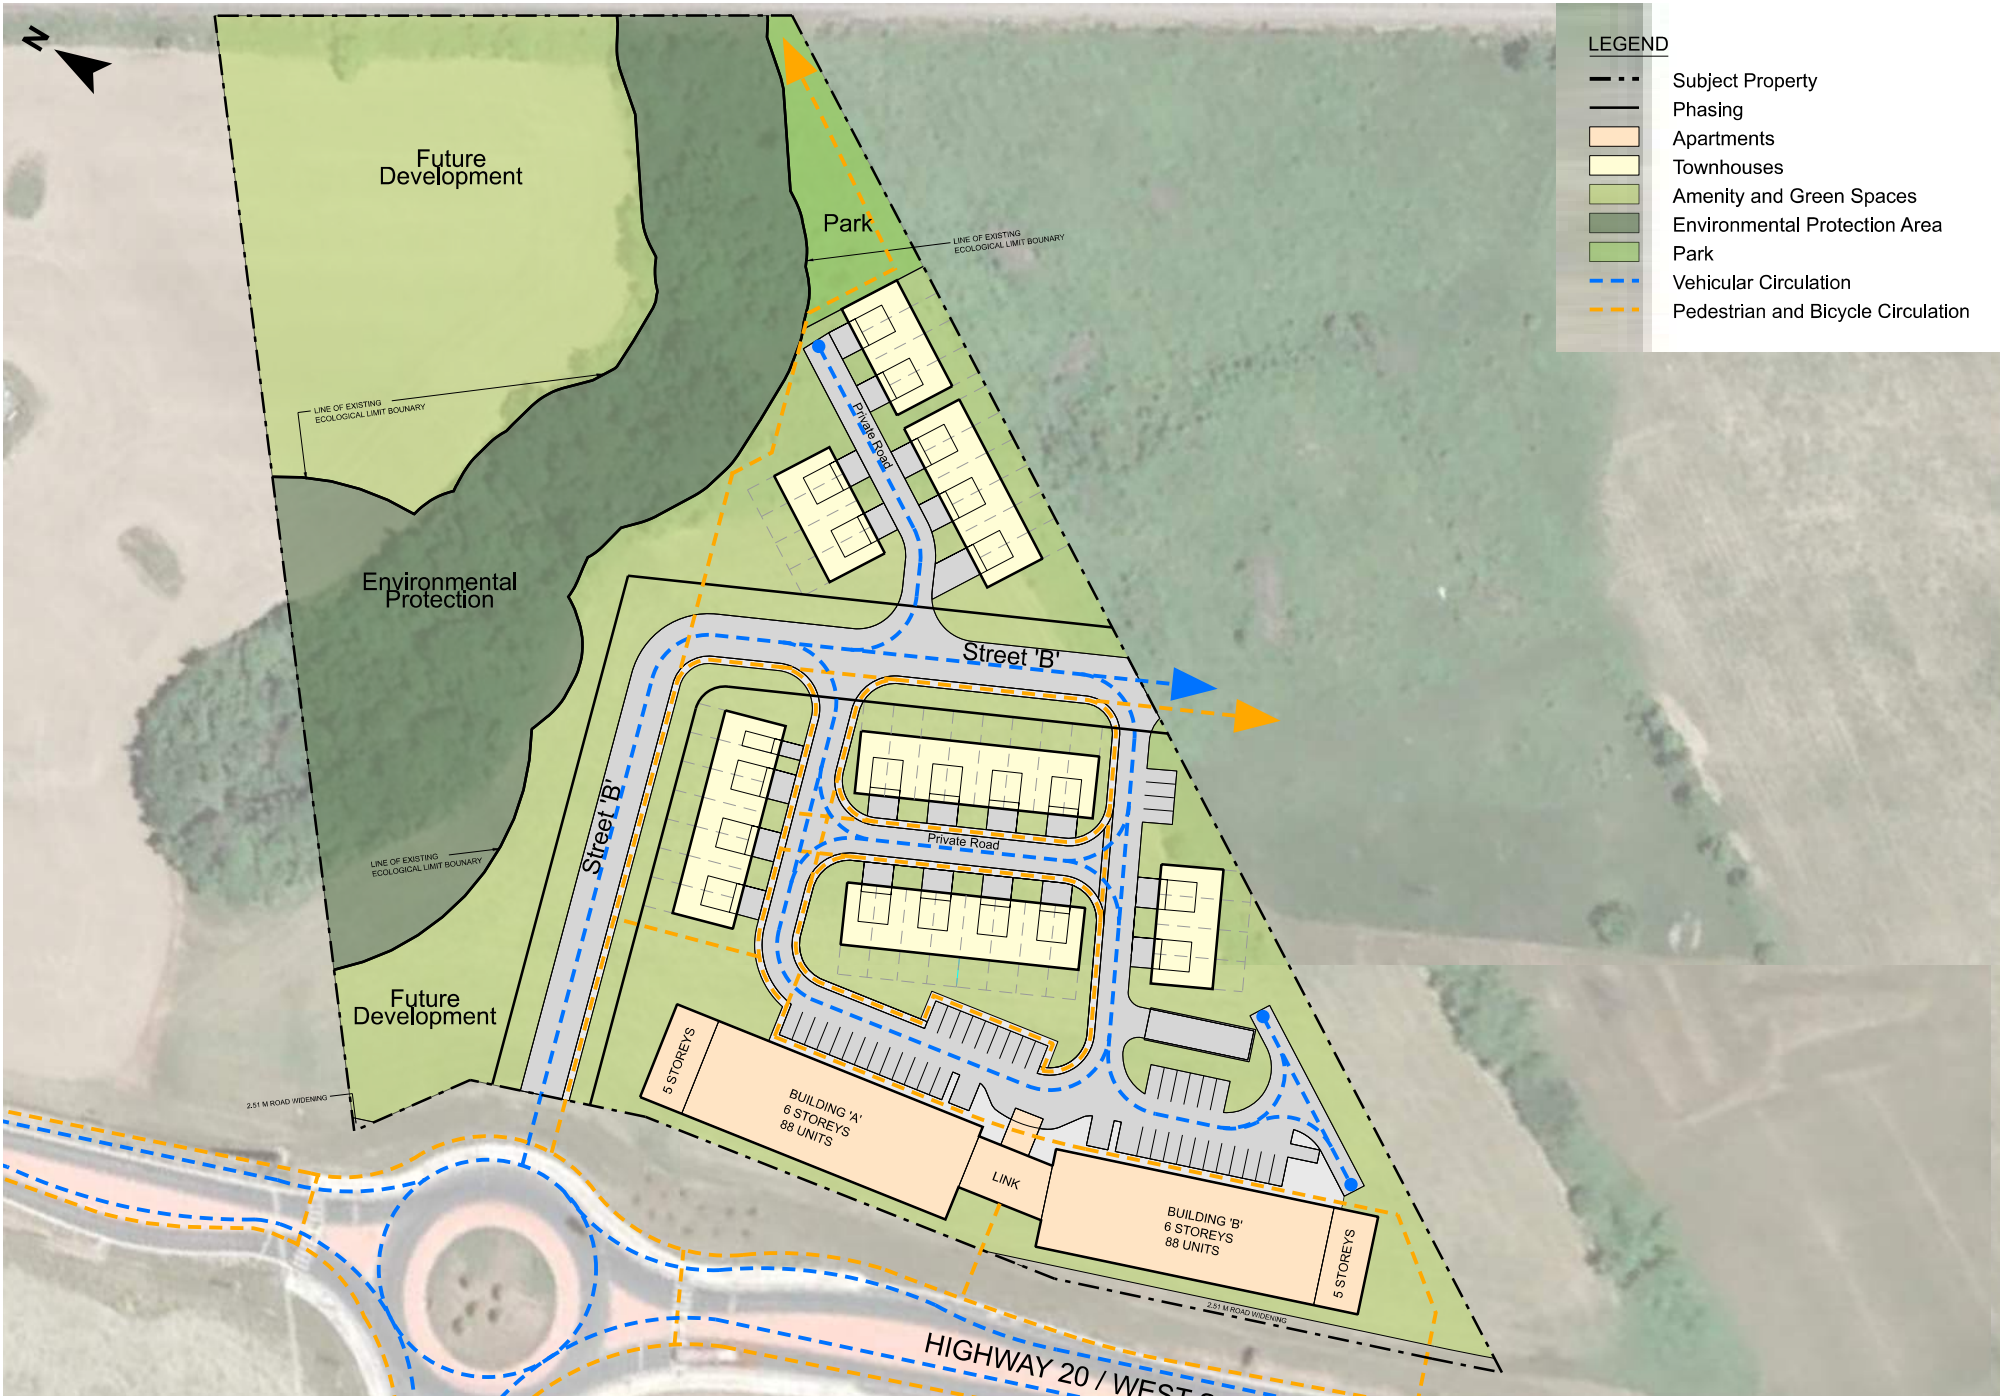 N
LEGEND
Subject Property
Phasing
Apartments
Townhouses
Amenity and Green Spaces
Environmental Protection Area
Park
Vehicular Circulation
Pedestrian and Bicycle Circulation
Future
Development
Park
LINE OF EXISTING
ECOLOGICAL LIMIT BOUNARY
LINE OF EXISTING
ECOLOGICAL LIMIT BOUNARY
Private Road
Environmental
Protection
Street 'B'
Street 'B'
Private Road
LINE OF EXISTING
ECOLOGICAL LIMIT BOUNARY
Future
Development
2.51 M ROAD WIDENING
5 STOREYS
BUILDING 'A'
6 STOREYS
88 UNITS
LINK
BUILDING 'B'
6 STOREYS
88 UNITS
5 STOREYS
2.51 M ROAD WIDENING
HIGHWAY 20 / WEST